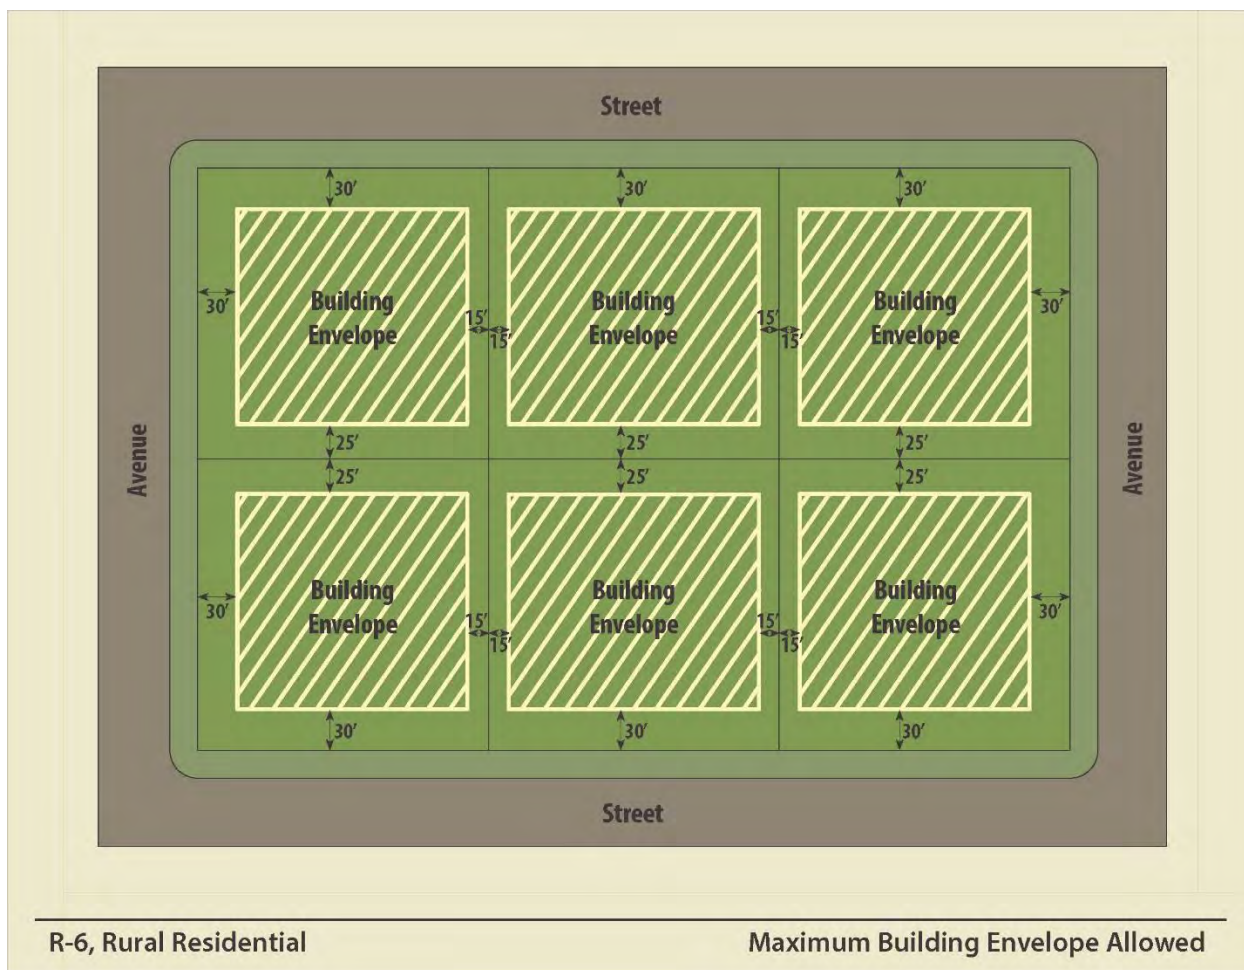 Street
30’
30’
30’
Building
Envelope
Building
Envelope
Building
Envelope
30’
30’
15’
15’
15’
15’
Avenue
Avenue
25’
25’
25’
25’
25’
25’
Building
Envelope
Building
Envelope
Building
Envelope
30’
30’
15’
15’
15’
15’
30’
30’
30’
Street
R-6, Rural Residential
Maximum Building Envelope Allowed